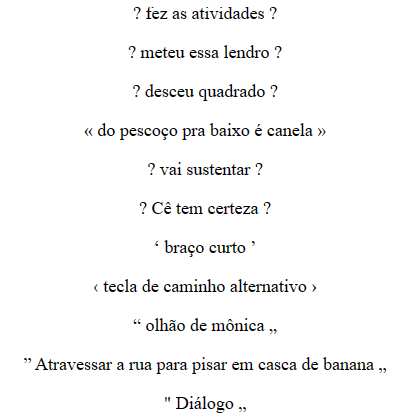 ? fez as atividades ?
? meteu essa lendro ?
? desceu quadrado ?
« do pescoço pra baixo é canela »
? vai sustentar ?
? Cê tem certeza ?
‘ braço curto ’
‹ tecla de caminho alternativo ›
“ olhão de mônica „
” Atravessar a rua para pisar em casca de banana „
" Diálogo „